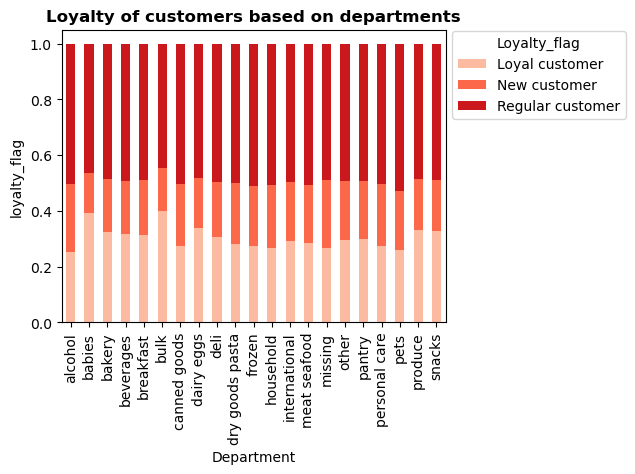 Loyalty of customers based on departments
Loyalty_flag
Loyal customer
New customer
Regular customer
loyalty_flag
1.0
0.8
0.6
0.4
0.2
0.0
alcohol
babies
bakery
beverages
breakfast
bulk
canned goods
dairy eggs
deli
dry goods pasta
frozen
household
international
meat seafood
missing
other
pantry
personal care
pets
produce
snacks
Department